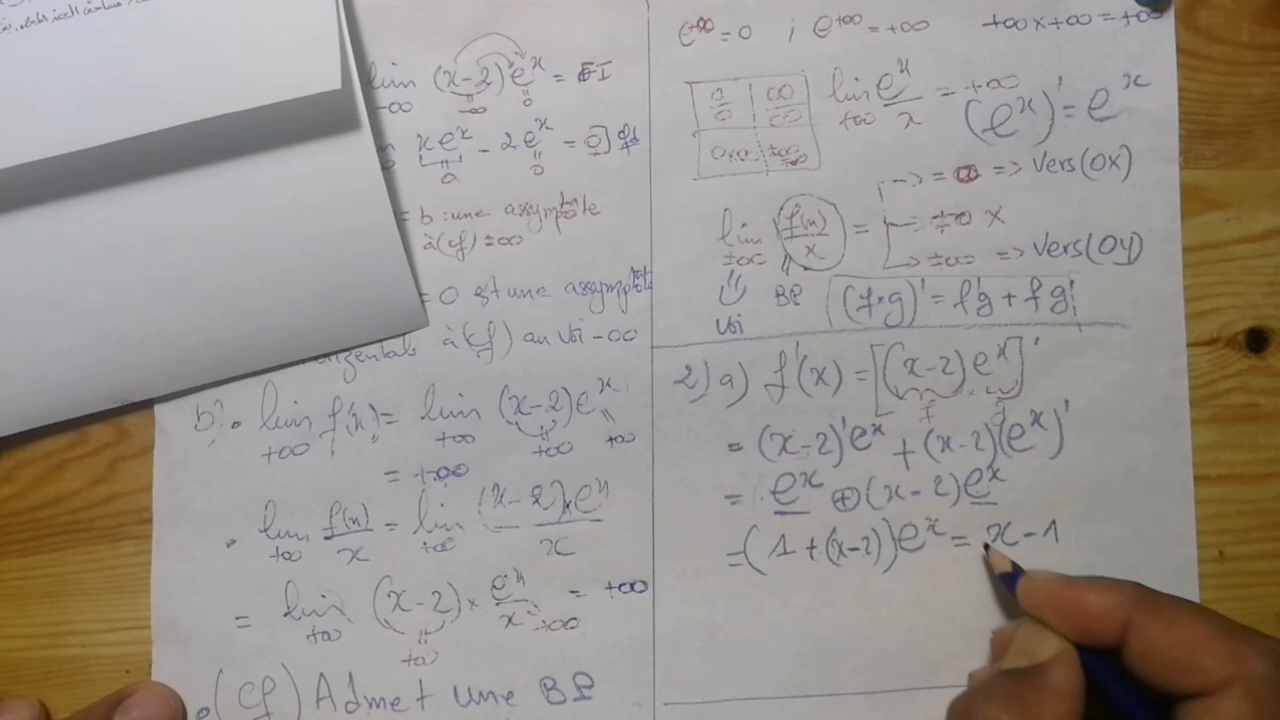 lim (x-2)e^x = FI
-∞ -∞ 0
xe^x - 2e^x = 0
0 0
= b : une assymptote
à (Cf) ±∞
= 0 est une assymptote
à (Cf) au Voi -∞
b) • lim f(x) = lim (x-2)e^x
+∞ +∞ +∞ +∞
= +∞
• lim f(x)/x = lim (x-2)×e^x/x
+∞ +∞
= lim (x-2) × e^x/x = +∞
+∞ +∞ +∞
• (Cf) Admet une BP
e^-∞ = 0 ; e^+∞ = +∞ +∞×+∞ = +∞
0/0 ∞/∞
lim e^x/x = +∞
+∞
(e^x)' = e^x
=> Vers (OX)
lim f(x)/x = ±∞ => Vers (OY)
±∞
Voi BP (f×g)' = f'g + fg'
2) a) f'(x) = [(x-2)e^x]'
f × g
= (x-2)'e^x + (x-2)(e^x)'
= e^x ⊕ (x-2)e^x
= (1+(x-2))e^x = x-1